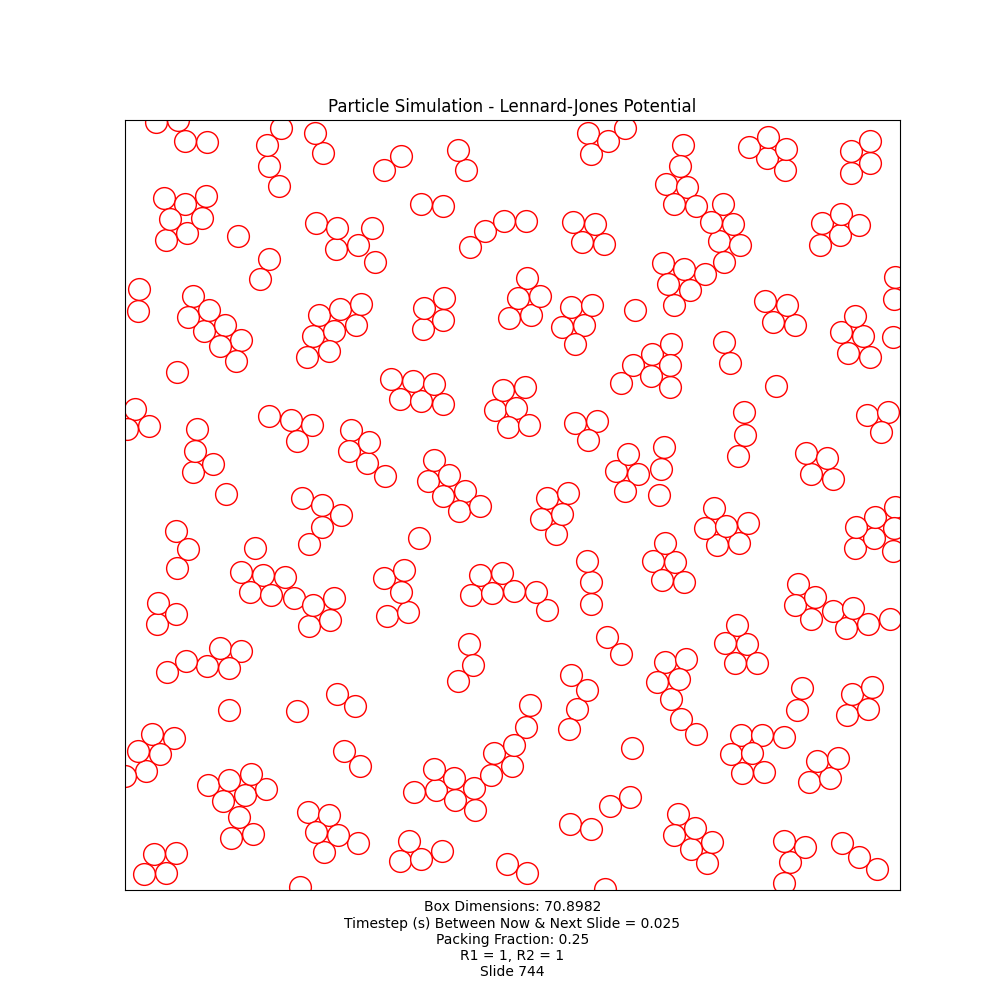 Particle Simulation - Lennard-Jones Potential
Box Dimensions: 70.8982
Timestep (s) Between Now & Next Slide = 0.025
Packing Fraction: 0.25
R1 = 1, R2 = 1
Slide 744